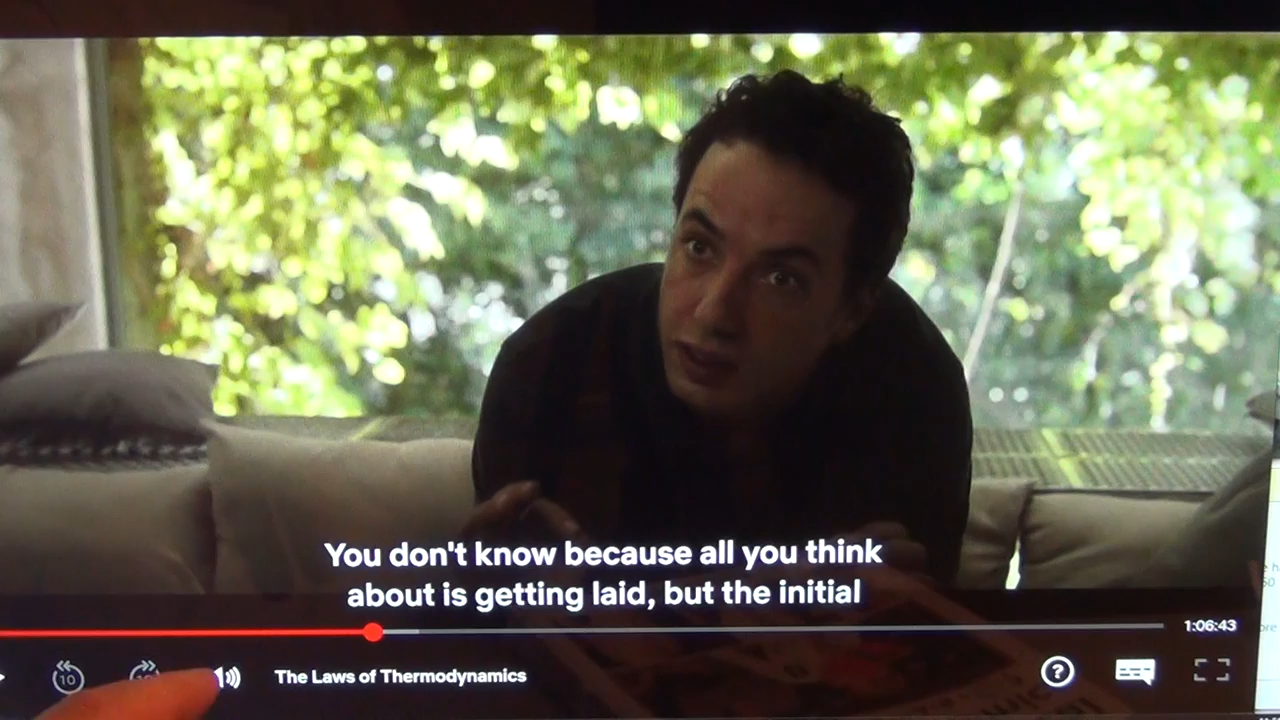 You don't know because all you think
about is getting laid, but the initial
1:06:43
10
The Laws of Thermodynamics
?